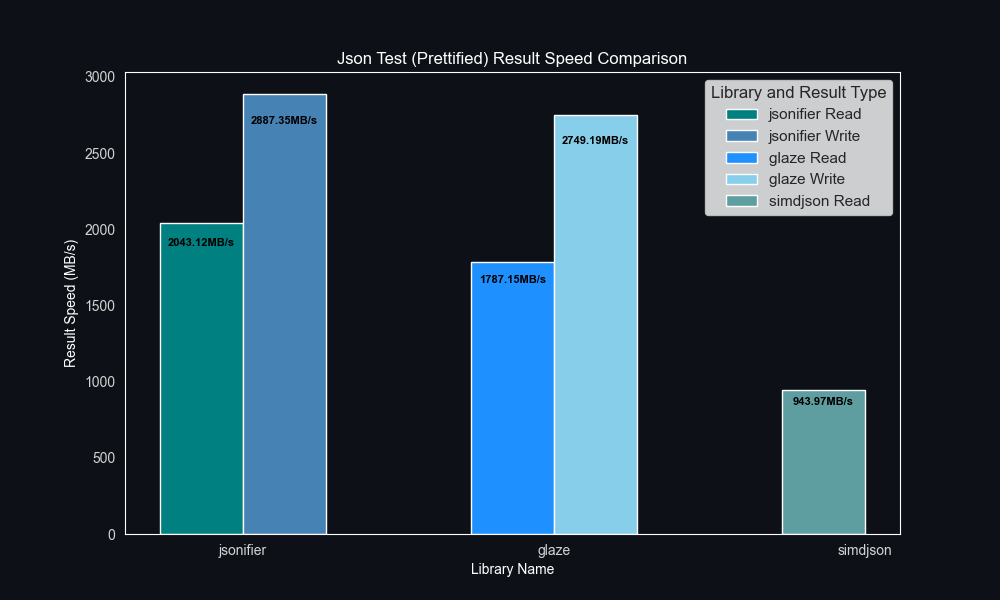 Json Test (Prettified) Result Speed Comparison
3000
2500
2000
1500
1000
500
0
Result Speed (MB/s)
2043.12MB/s
2887.35MB/s
1787.15MB/s
2749.19MB/s
943.97MB/s
Library and Result Type
jsonifier Read
jsonifier Write
glaze Read
glaze Write
simdjson Read
jsonifier
glaze
simdjson
Library Name